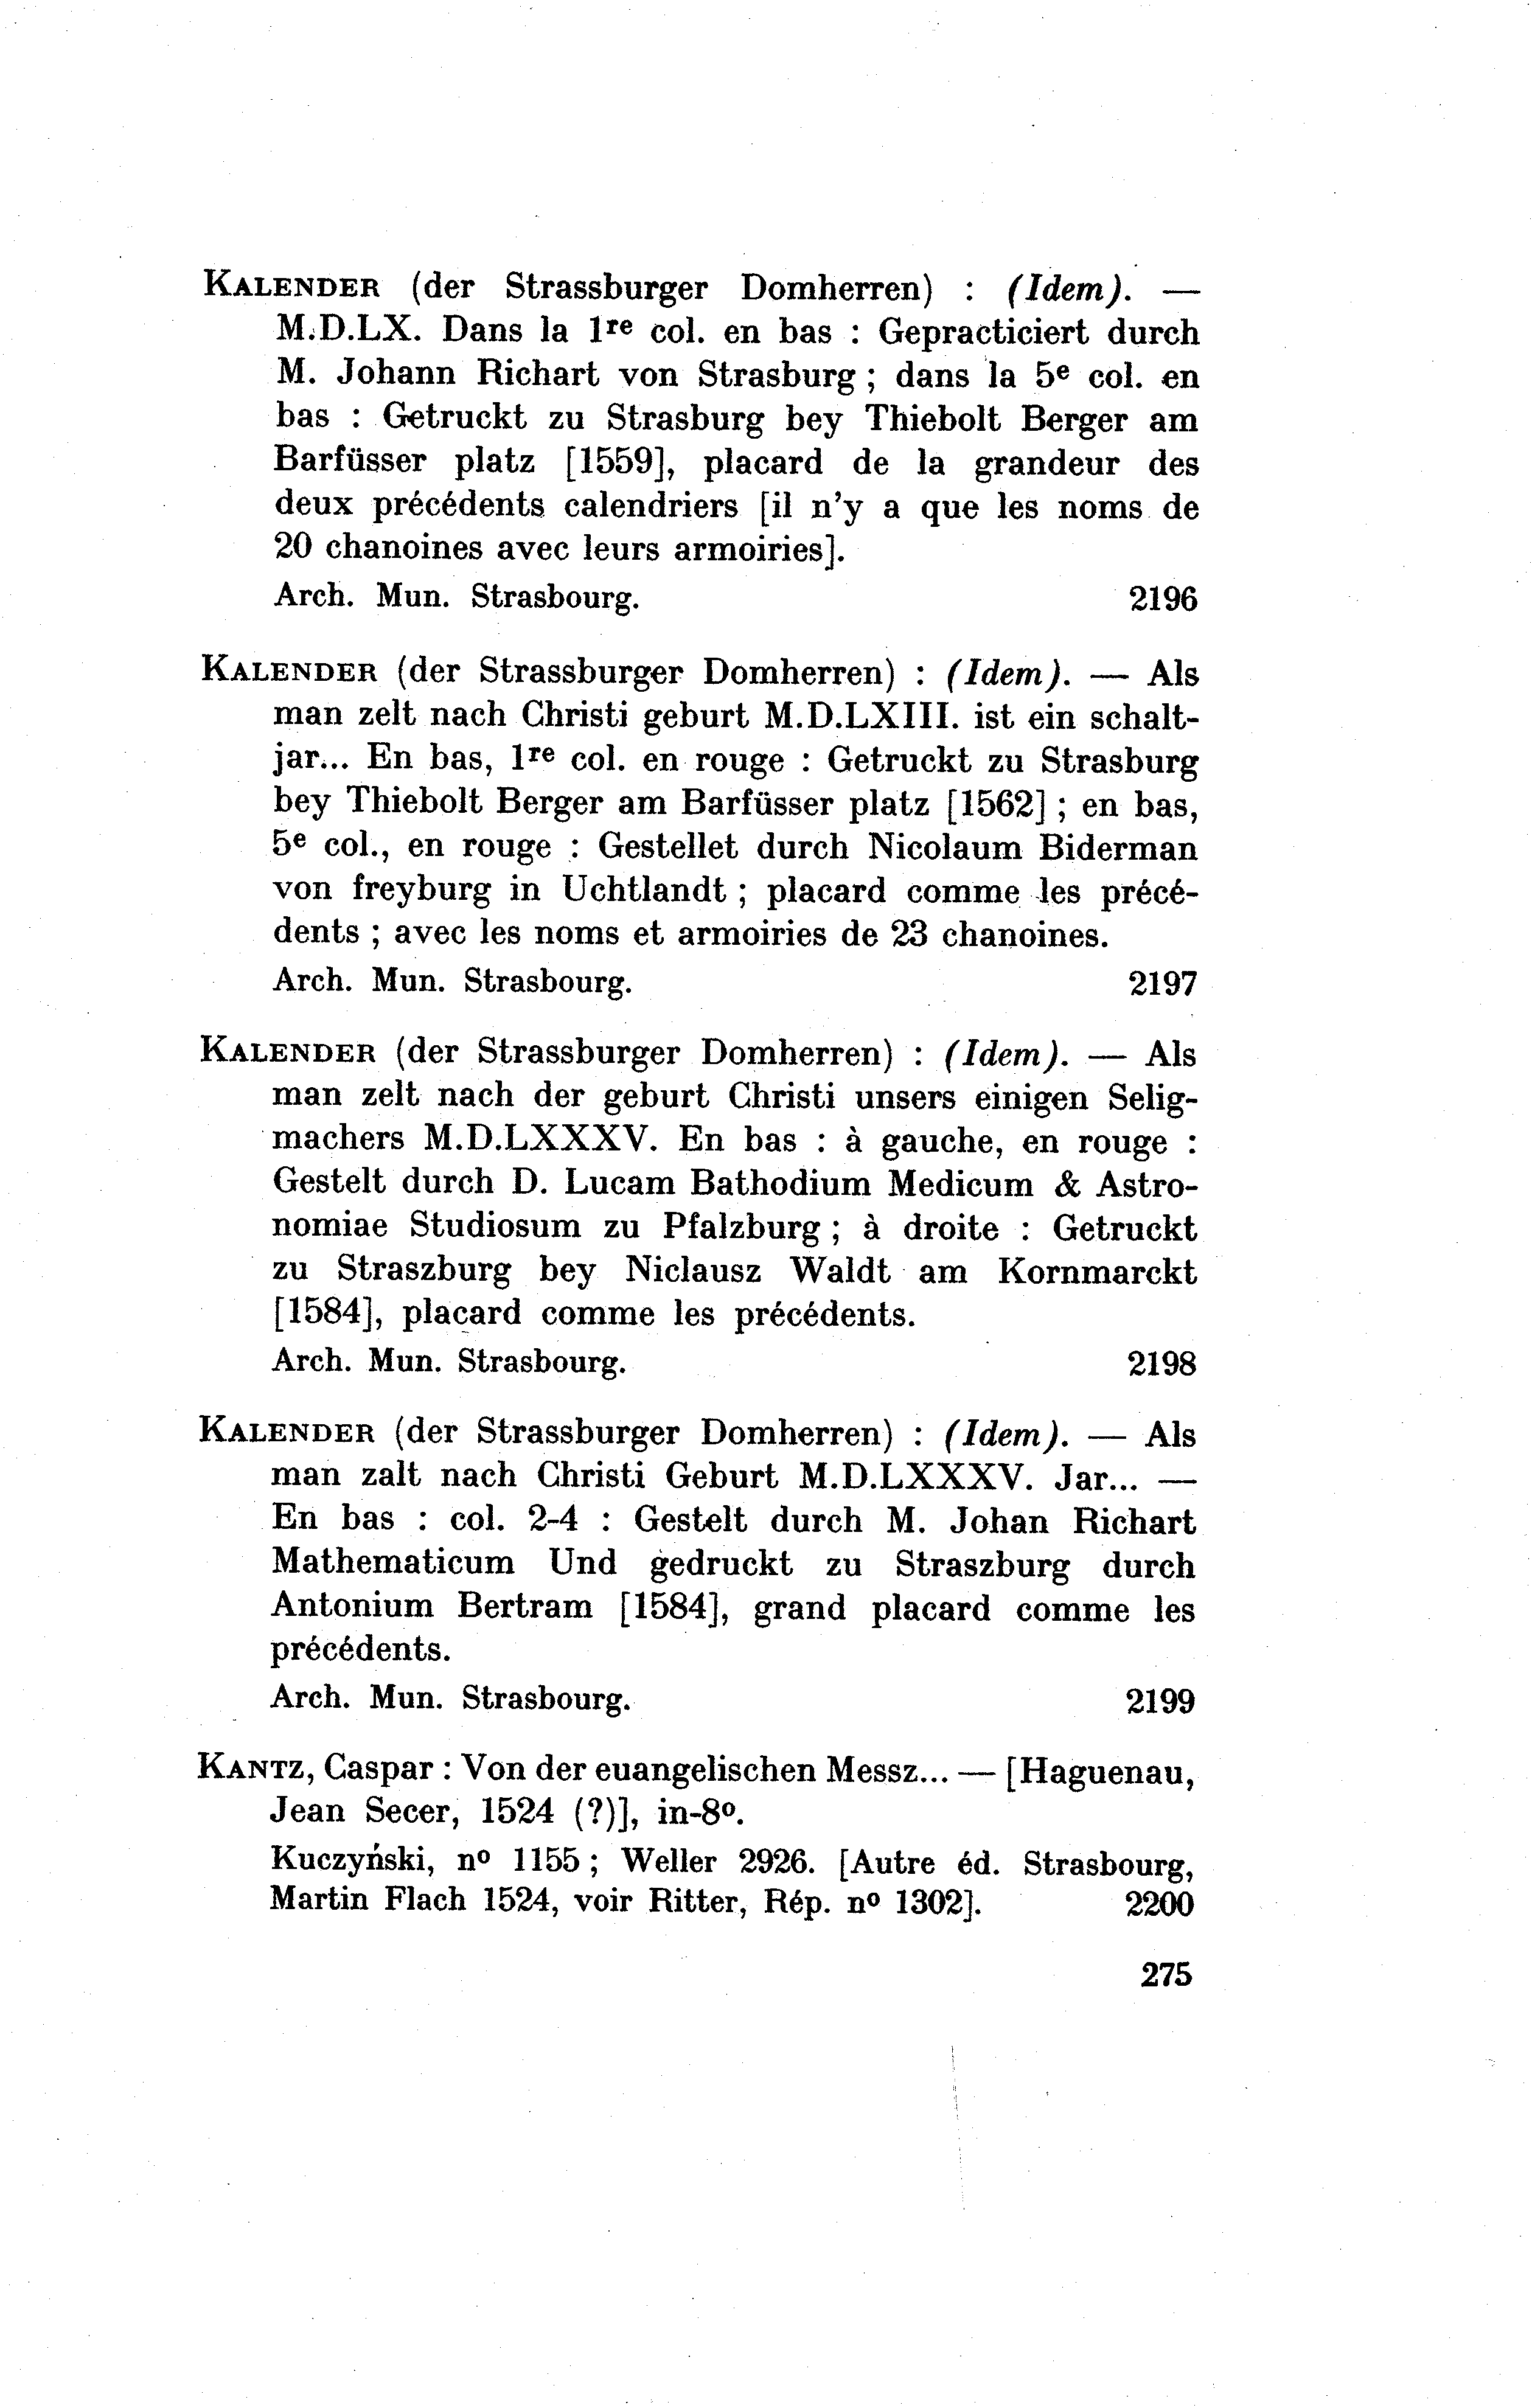 KALENDER (der Strassburger Domherren) : (Idem). —
M.D.LX. Dans la 1re col. en bas : Gepracticiert durch
M. Johann Richart von Strasburg ; dans la 5e col. en
bas : Getruckt zu Strasburg bey Thiebolt Berger am
Barfüsser platz [1559], placard de la grandeur des
deux précédents calendriers [il n'y a que les noms de
20 chanoines avec leurs armoiries].
Arch. Mun. Strasbourg. 2196
KALENDER (der Strassburger Domherren) : (Idem). — Als
man zelt nach Christi geburt M.D.LXIII. ist ein schalt-
jar... En bas, 1re col. en rouge : Getruckt zu Strasburg
bey Thiebolt Berger am Barfüsser platz [1562] ; en bas,
5e col., en rouge : Gestellet durch Nicolaum Biderman
von freyburg in Uchtlandt ; placard comme les précé-
dents ; avec les noms et armoiries de 23 chanoines.
Arch. Mun. Strasbourg. 2197
KALENDER (der Strassburger Domherren) : (Idem). — Als
man zelt nach der geburt Christi unsers einigen Selig-
machers M.D.LXXXV. En bas : à gauche, en rouge :
Gestelt durch D. Lucam Bathodium Medicum & Astro-
nomiae Studiosum zu Pfalzburg ; à droite : Getruckt
zu Straszburg bey Niclausz Waldt am Kornmarckt
[1584], placard comme les précédents.
Arch. Mun. Strasbourg. 2198
KALENDER (der Strassburger Domherren) : (Idem). — Als
man zalt nach Christi Geburt M.D.LXXXV. Jar... —
En bas : col. 2-4 : Gestelt durch M. Johan Richart
Mathematicum Und gedruckt zu Straszburg durch
Antonium Bertram [1584], grand placard comme les
précédents.
Arch. Mun. Strasbourg. 2199
KANTZ, Caspar : Von der euangelischen Messz... — [Haguenau,
Jean Secer, 1524 (?)], in-8º.
Kuczyński, nº 1155 ; Weller 2926. [Autre éd. Strasbourg,
Martin Flach 1524, voir Ritter, Rép. nº 1302]. 2200
275